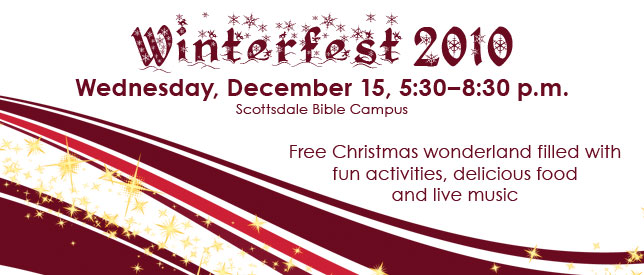 Winterfest 2010
Wednesday, December 15, 5:30–8:30 p.m.
Scottsdale Bible Campus
Free Christmas wonderland filled with
fun activities, delicious food
and live music